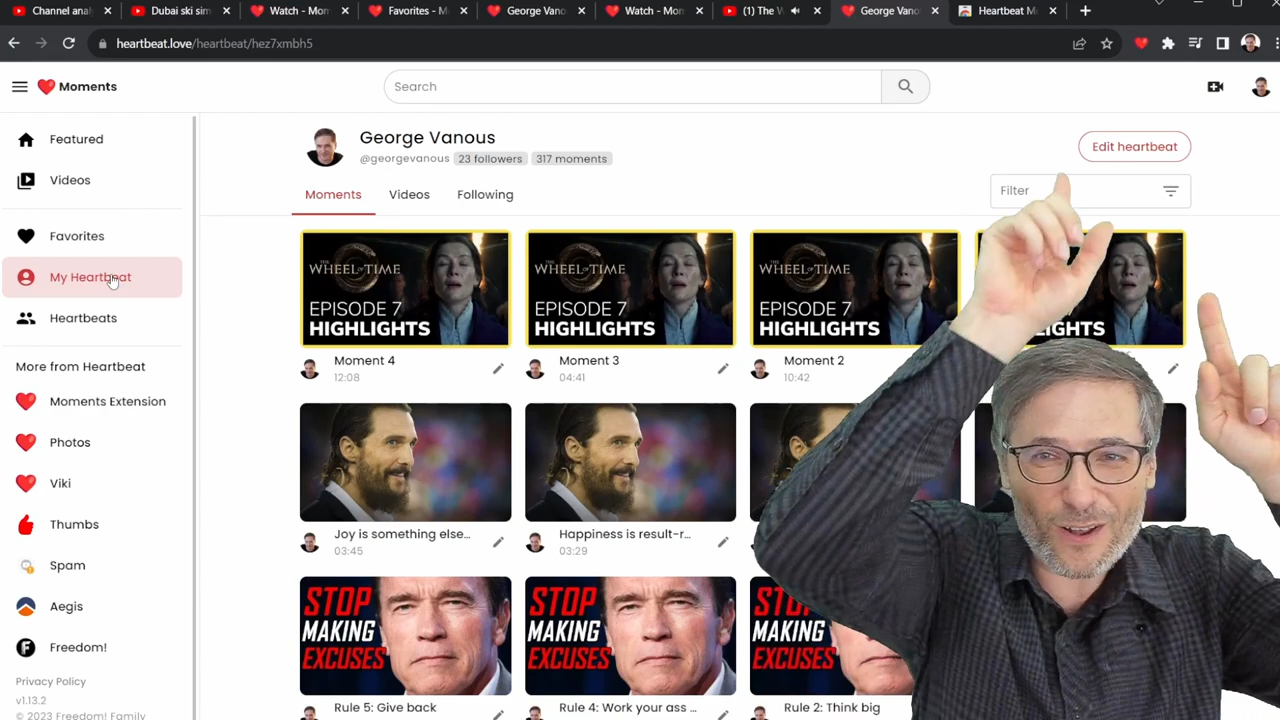 Channel an
Dubai ski sim
Watch - Mom
Favorites - M
George Vano
Watch - Mom
(1) The W
George Vano
Heartbeat M
heartbeat.love/heartbeat/hez7xmbh5
Moments
Search
Featured
Videos
Favorites
My Heartbeat
Heartbeats
More from Heartbeat
Moments Extension
Photos
Viki
Thumbs
Spam
Aegis
Freedom!
Privacy Policy
v1.13.2
© 2023 Freedom! Family
George Vanous
@georgevanous 23 followers 317 moments
Edit heartbeat
Moments Videos Following
Filter
THE WHEEL OF TIME
EPISODE 7
HIGHLIGHTS
Moment 4
12:08
THE WHEEL OF TIME
EPISODE 7
HIGHLIGHTS
Moment 3
04:41
THE WHEEL OF TIME
EPISODE 7
HIGHLIGHTS
Moment 2
10:42
Joy is something else...
03:45
Happiness is result-r...
03:29
STOP
MAKING
EXCUSES
Rule 5: Give back
STOP
MAKING
EXCUSES
Rule 4: Work your ass ...
STOP
MAKING
EXCUSES
Rule 2: Think big